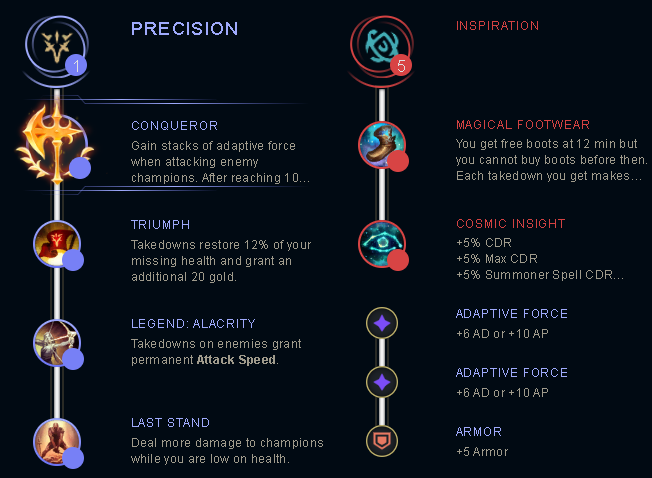 PRECISION
1
CONQUEROR
Gain stacks of adaptive force
when attacking enemy
champions. After reaching 10...
TRIUMPH
Takedowns restore 12% of your
missing health and grant an
additional 20 gold.
LEGEND: ALACRITY
Takedowns on enemies grant
permanent Attack Speed.
LAST STAND
Deal more damage to champions
while you are low on health.
INSPIRATION
5
MAGICAL FOOTWEAR
You get free boots at 12 min but
you cannot buy boots before then.
Each takedown you get makes...
COSMIC INSIGHT
+5% CDR
+5% Max CDR
+5% Summoner Spell CDR...
ADAPTIVE FORCE
+6 AD or +10 AP
ADAPTIVE FORCE
+6 AD or +10 AP
ARMOR
+5 Armor